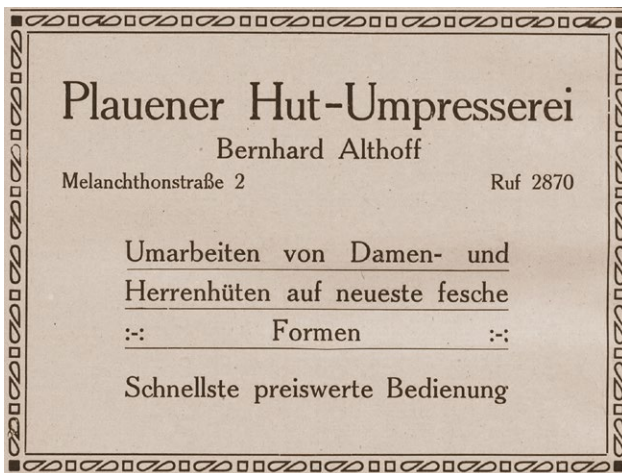 Plauener Hut-Umpresserei
Bernhard Althoff
Melanchthonstraße 2 Ruf 2870
Umarbeiten von Damen- und
Herrenhüten auf neueste fesche
:-: Formen :-:
Schnellste preiswerte Bedienung